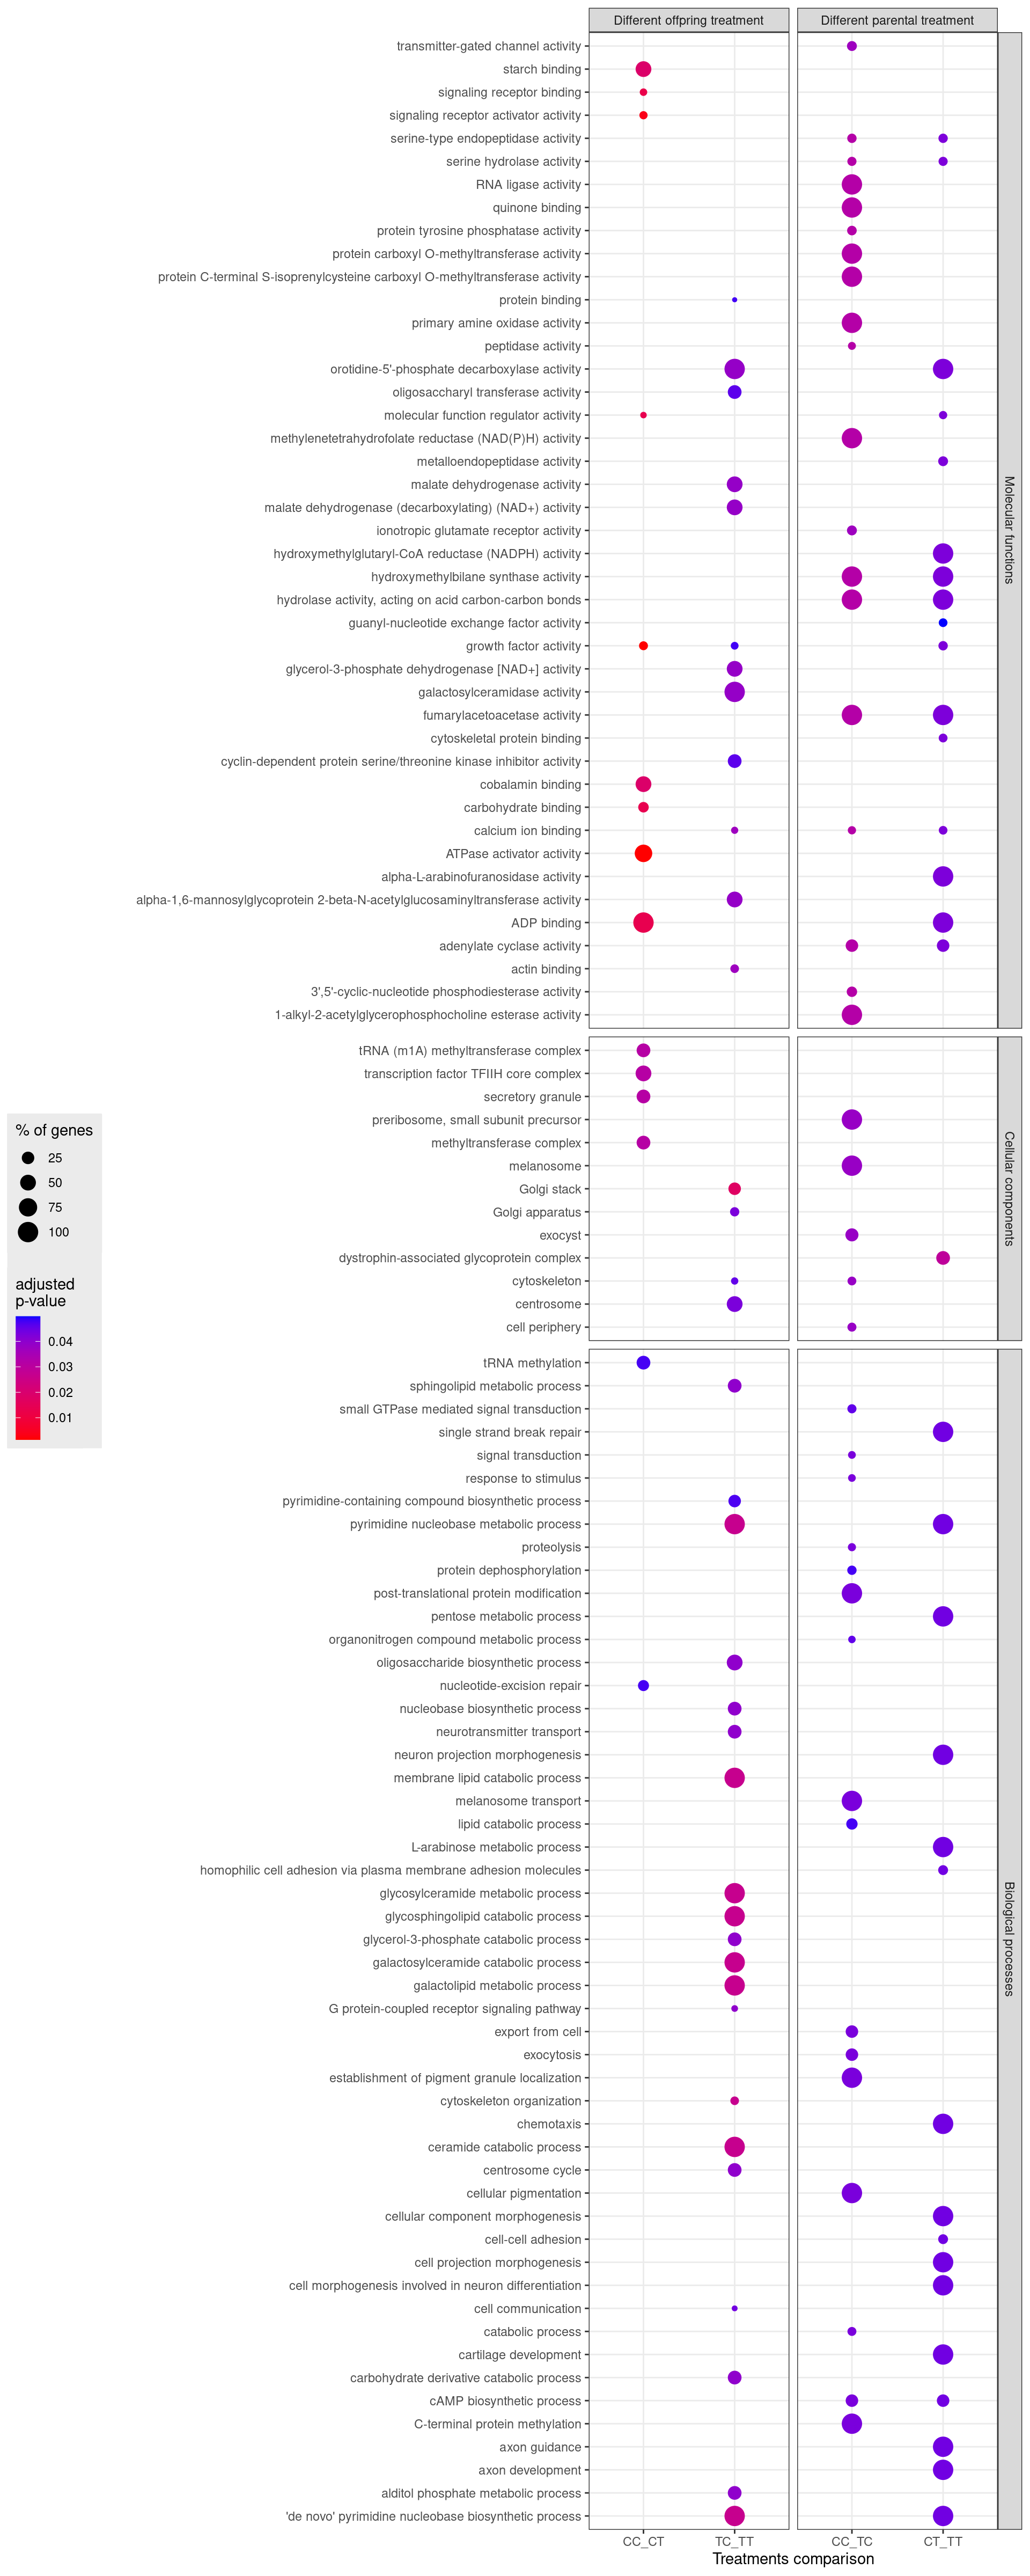 Different offpring treatment
Different parental treatment
transmitter-gated channel activity
starch binding
signaling receptor binding
signaling receptor activator activity
serine-type endopeptidase activity
serine hydrolase activity
RNA ligase activity
quinone binding
protein tyrosine phosphatase activity
protein carboxyl O-methyltransferase activity
protein C-terminal S-isoprenylcysteine carboxyl O-methyltransferase activity
protein binding
primary amine oxidase activity
peptidase activity
orotidine-5'-phosphate decarboxylase activity
oligosaccharyl transferase activity
molecular function regulator activity
methylenetetrahydrofolate reductase (NAD(P)H) activity
metalloendopeptidase activity
malate dehydrogenase activity
malate dehydrogenase (decarboxylating) (NAD+) activity
ionotropic glutamate receptor activity
hydroxymethylglutaryl-CoA reductase (NADPH) activity
hydroxymethylbilane synthase activity
hydrolase activity, acting on acid carbon-carbon bonds
guanyl-nucleotide exchange factor activity
growth factor activity
glycerol-3-phosphate dehydrogenase [NAD+] activity
galactosylceramidase activity
fumarylacetoacetase activity
cytoskeletal protein binding
cyclin-dependent protein serine/threonine kinase inhibitor activity
cobalamin binding
carbohydrate binding
calcium ion binding
ATPase activator activity
alpha-L-arabinofuranosidase activity
alpha-1,6-mannosylglycoprotein 2-beta-N-acetylglucosaminyltransferase activity
ADP binding
adenylate cyclase activity
actin binding
3',5'-cyclic-nucleotide phosphodiesterase activity
1-alkyl-2-acetylglycerophosphocholine esterase activity
Molecular functions
tRNA (m1A) methyltransferase complex
transcription factor TFIIH core complex
secretory granule
preribosome, small subunit precursor
methyltransferase complex
melanosome
Golgi stack
Golgi apparatus
exocyst
dystrophin-associated glycoprotein complex
cytoskeleton
centrosome
cell periphery
Cellular components
% of genes
25
50
75
100
adjusted
p-value
0.04
0.03
0.02
0.01
tRNA methylation
sphingolipid metabolic process
small GTPase mediated signal transduction
single strand break repair
signal transduction
response to stimulus
pyrimidine-containing compound biosynthetic process
pyrimidine nucleobase metabolic process
proteolysis
protein dephosphorylation
post-translational protein modification
pentose metabolic process
organonitrogen compound metabolic process
oligosaccharide biosynthetic process
nucleotide-excision repair
nucleobase biosynthetic process
neurotransmitter transport
neuron projection morphogenesis
membrane lipid catabolic process
melanosome transport
lipid catabolic process
L-arabinose metabolic process
homophilic cell adhesion via plasma membrane adhesion molecules
glycosylceramide metabolic process
glycosphingolipid catabolic process
glycerol-3-phosphate catabolic process
galactosylceramide catabolic process
galactolipid metabolic process
G protein-coupled receptor signaling pathway
export from cell
exocytosis
establishment of pigment granule localization
cytoskeleton organization
chemotaxis
ceramide catabolic process
centrosome cycle
cellular pigmentation
cellular component morphogenesis
cell-cell adhesion
cell projection morphogenesis
cell morphogenesis involved in neuron differentiation
cell communication
catabolic process
cartilage development
carbohydrate derivative catabolic process
cAMP biosynthetic process
C-terminal protein methylation
axon guidance
axon development
alditol phosphate metabolic process
'de novo' pyrimidine nucleobase biosynthetic process
Biological processes
CC_CT
TC_TT
CC_TC
CT_TT
Treatments comparison